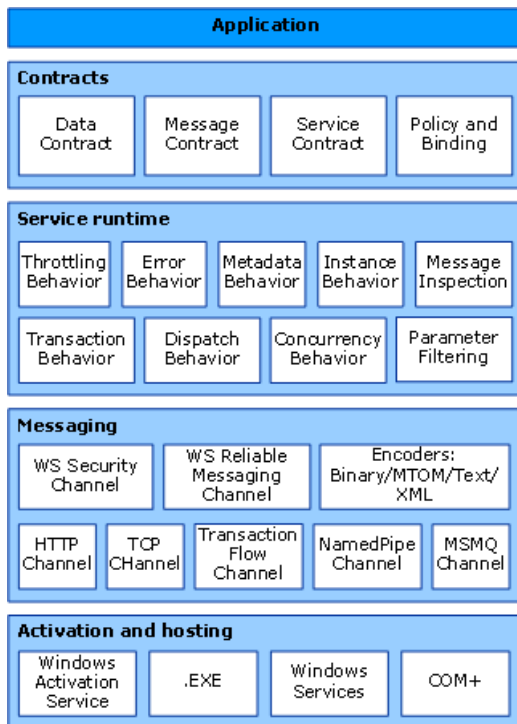 Application
Contracts
Data
Contract
Message
Contract
Service
Contract
Policy and
Binding
Service runtime
Throttling
Behavior
Error
Behavior
Metadata
Behavior
Instance
Behavior
Message
Inspection
Transaction
Behavior
Dispatch
Behavior
Concurrency
Behavior
Parameter
Filtering
Messaging
WS Security
Channel
WS Reliable
Messaging
Channel
Encoders:
Binary/MTOM/Text/
XML
HTTP
Channel
TCP
CHannel
Transaction
Flow
Channel
NamedPipe
Channel
MSMQ
Channel
Activation and hosting
Windows
Activation
Service
.EXE
Windows
Services
COM+